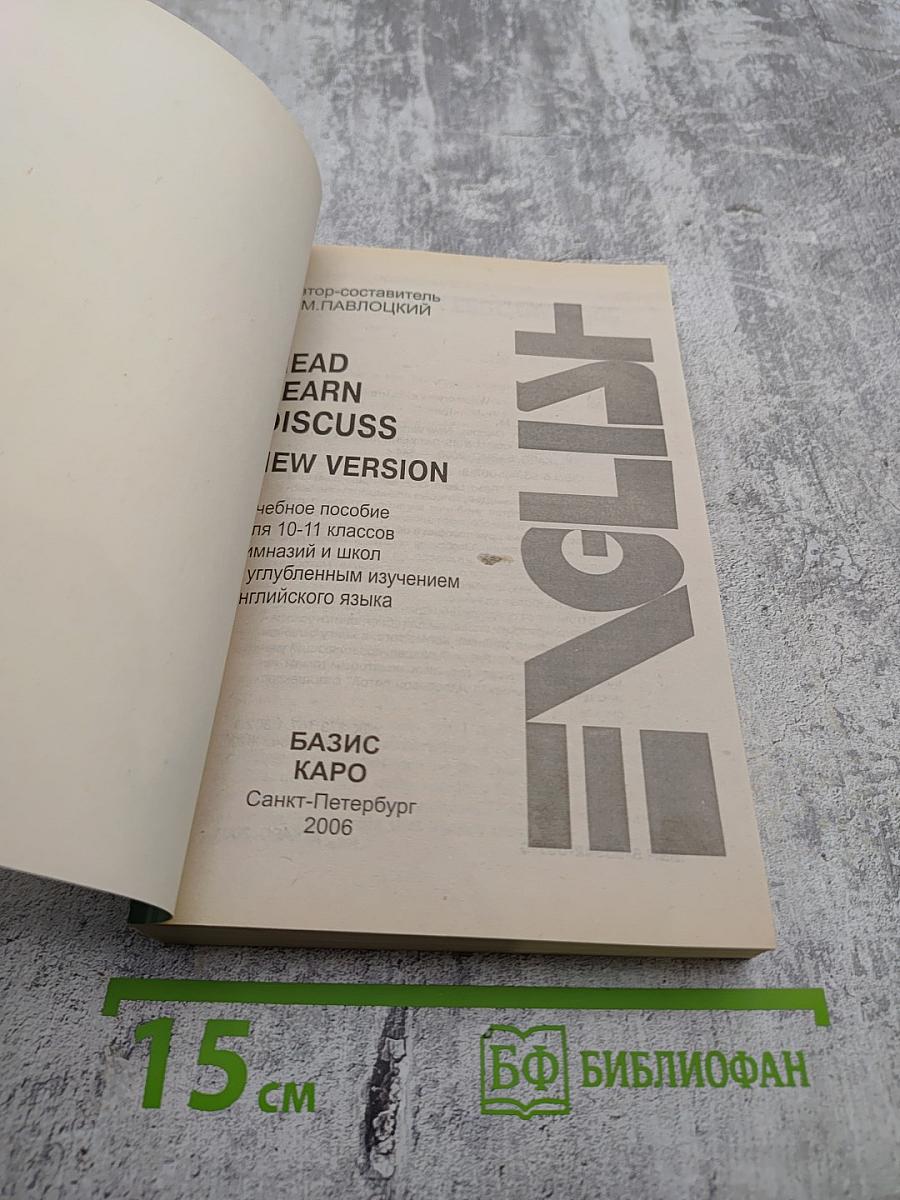 втор-составитель
М.ПАВЛОЦКИЙ
EAD
EARN
DISCUSS
NEW VERSION
чебное пособие
ля 10-11 классов
имназий и школ
углубленным изучением
нглийского языка
БАЗИС
КАРО
Санкт-Петербург
2006
ENGLISH
15 см
БФ БИБЛИОФАН